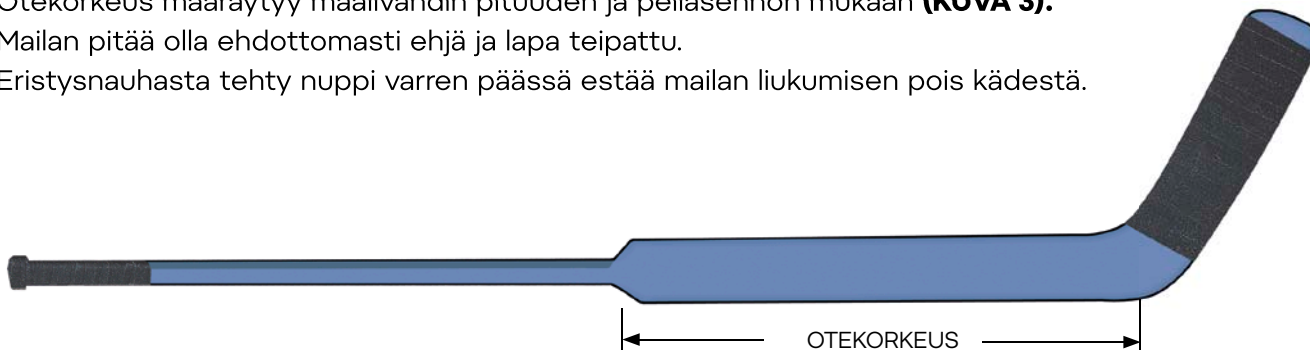 Otekorkeus määräytyy maalivahdin pituuden ja peliasennon mukaan (KUVA 3).
Mailan pitää olla ehdottomasti ehjä ja lapa teipattu.
Eristysnauhasta tehty nuppi varren päässä estää mailan liukumisen pois kädestä.
OTEKORKEUS